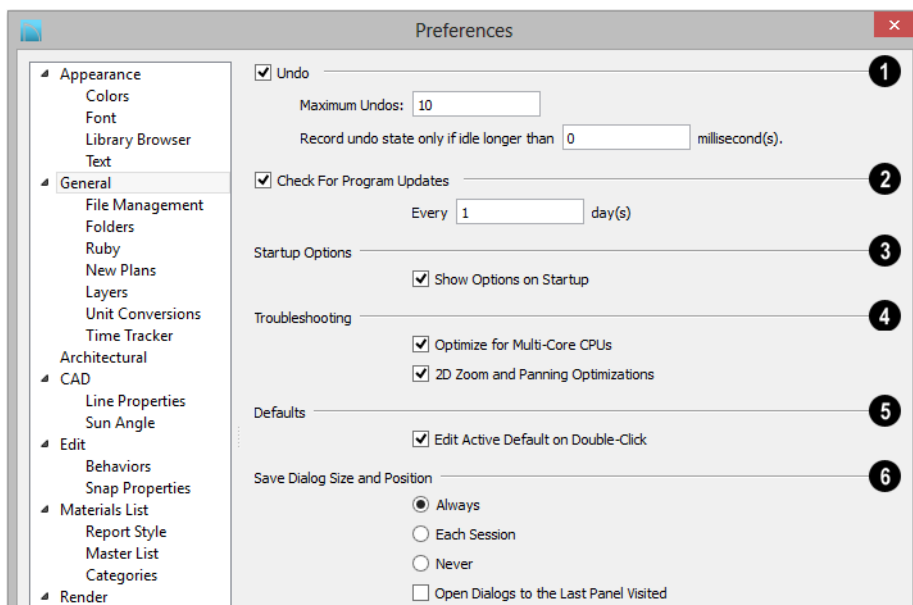 Preferences
Appearance
Colors
Font
Library Browser
Text
General
File Management
Folders
Ruby
New Plans
Layers
Unit Conversions
Time Tracker
Architectural
CAD
Line Properties
Sun Angle
Edit
Behaviors
Snap Properties
Materials List
Report Style
Master List
Categories
Render
Undo 1
Maximum Undos: 10
Record undo state only if idle longer than 0 millisecond(s).
Check For Program Updates 2
Every 1 day(s)
Startup Options 3
Show Options on Startup
Troubleshooting 4
Optimize for Multi-Core CPUs
2D Zoom and Panning Optimizations
Defaults 5
Edit Active Default on Double-Click
Save Dialog Size and Position 6
Always
Each Session
Never
Open Dialogs to the Last Panel Visited